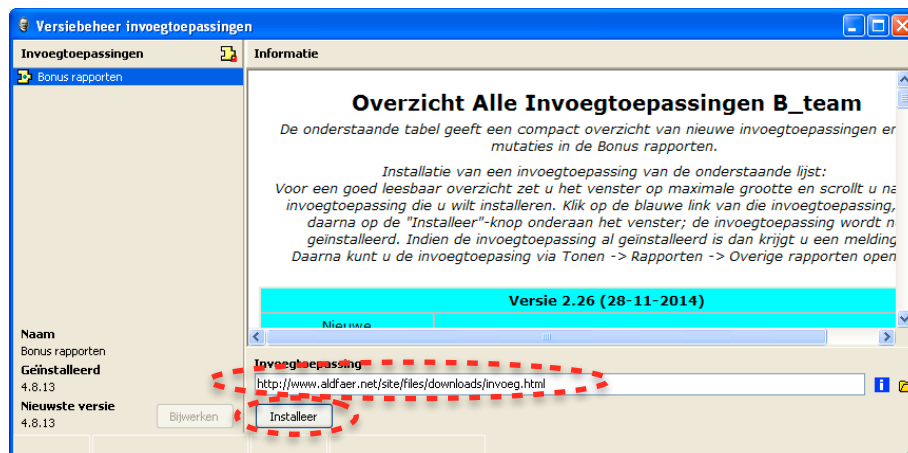 Versiebeheer invoegtoepassingen
Invoegtoepassingen
Bonus rapporten
Naam
Bonus rapporten
Geïnstalleerd
4.8.13
Nieuwste versie
4.8.13
Bijwerken
Informatie
Overzicht Alle Invoegtoepassingen B_team
De onderstaande tabel geeft een compact overzicht van nieuwe invoegtoepassingen en
mutaties in de Bonus rapporten.
Installatie van een invoegtoepassing van de onderstaande lijst:
Voor een goed leesbaar overzicht zet u het venster op maximale grootte en scrollt u na
invoegtoepassing die u wilt installeren. Klik op de blauwe link van die invoegtoepassing,
daarna op de "Installeer"-knop onderaan het venster; de invoegtoepassing wordt n
geïnstalleerd. Indien de invoegtoepassing al geïnstalleerd is dan krijgt u een melding
Daarna kunt u de invoegtoepasing via Tonen -> Rapporten -> Overige rapporten open
Versie 2.26 (28-11-2014)
Nieuwe
Invoegtoepassing
http://www.aldfaer.net/site/files/downloads/invoeg.html
Installeer